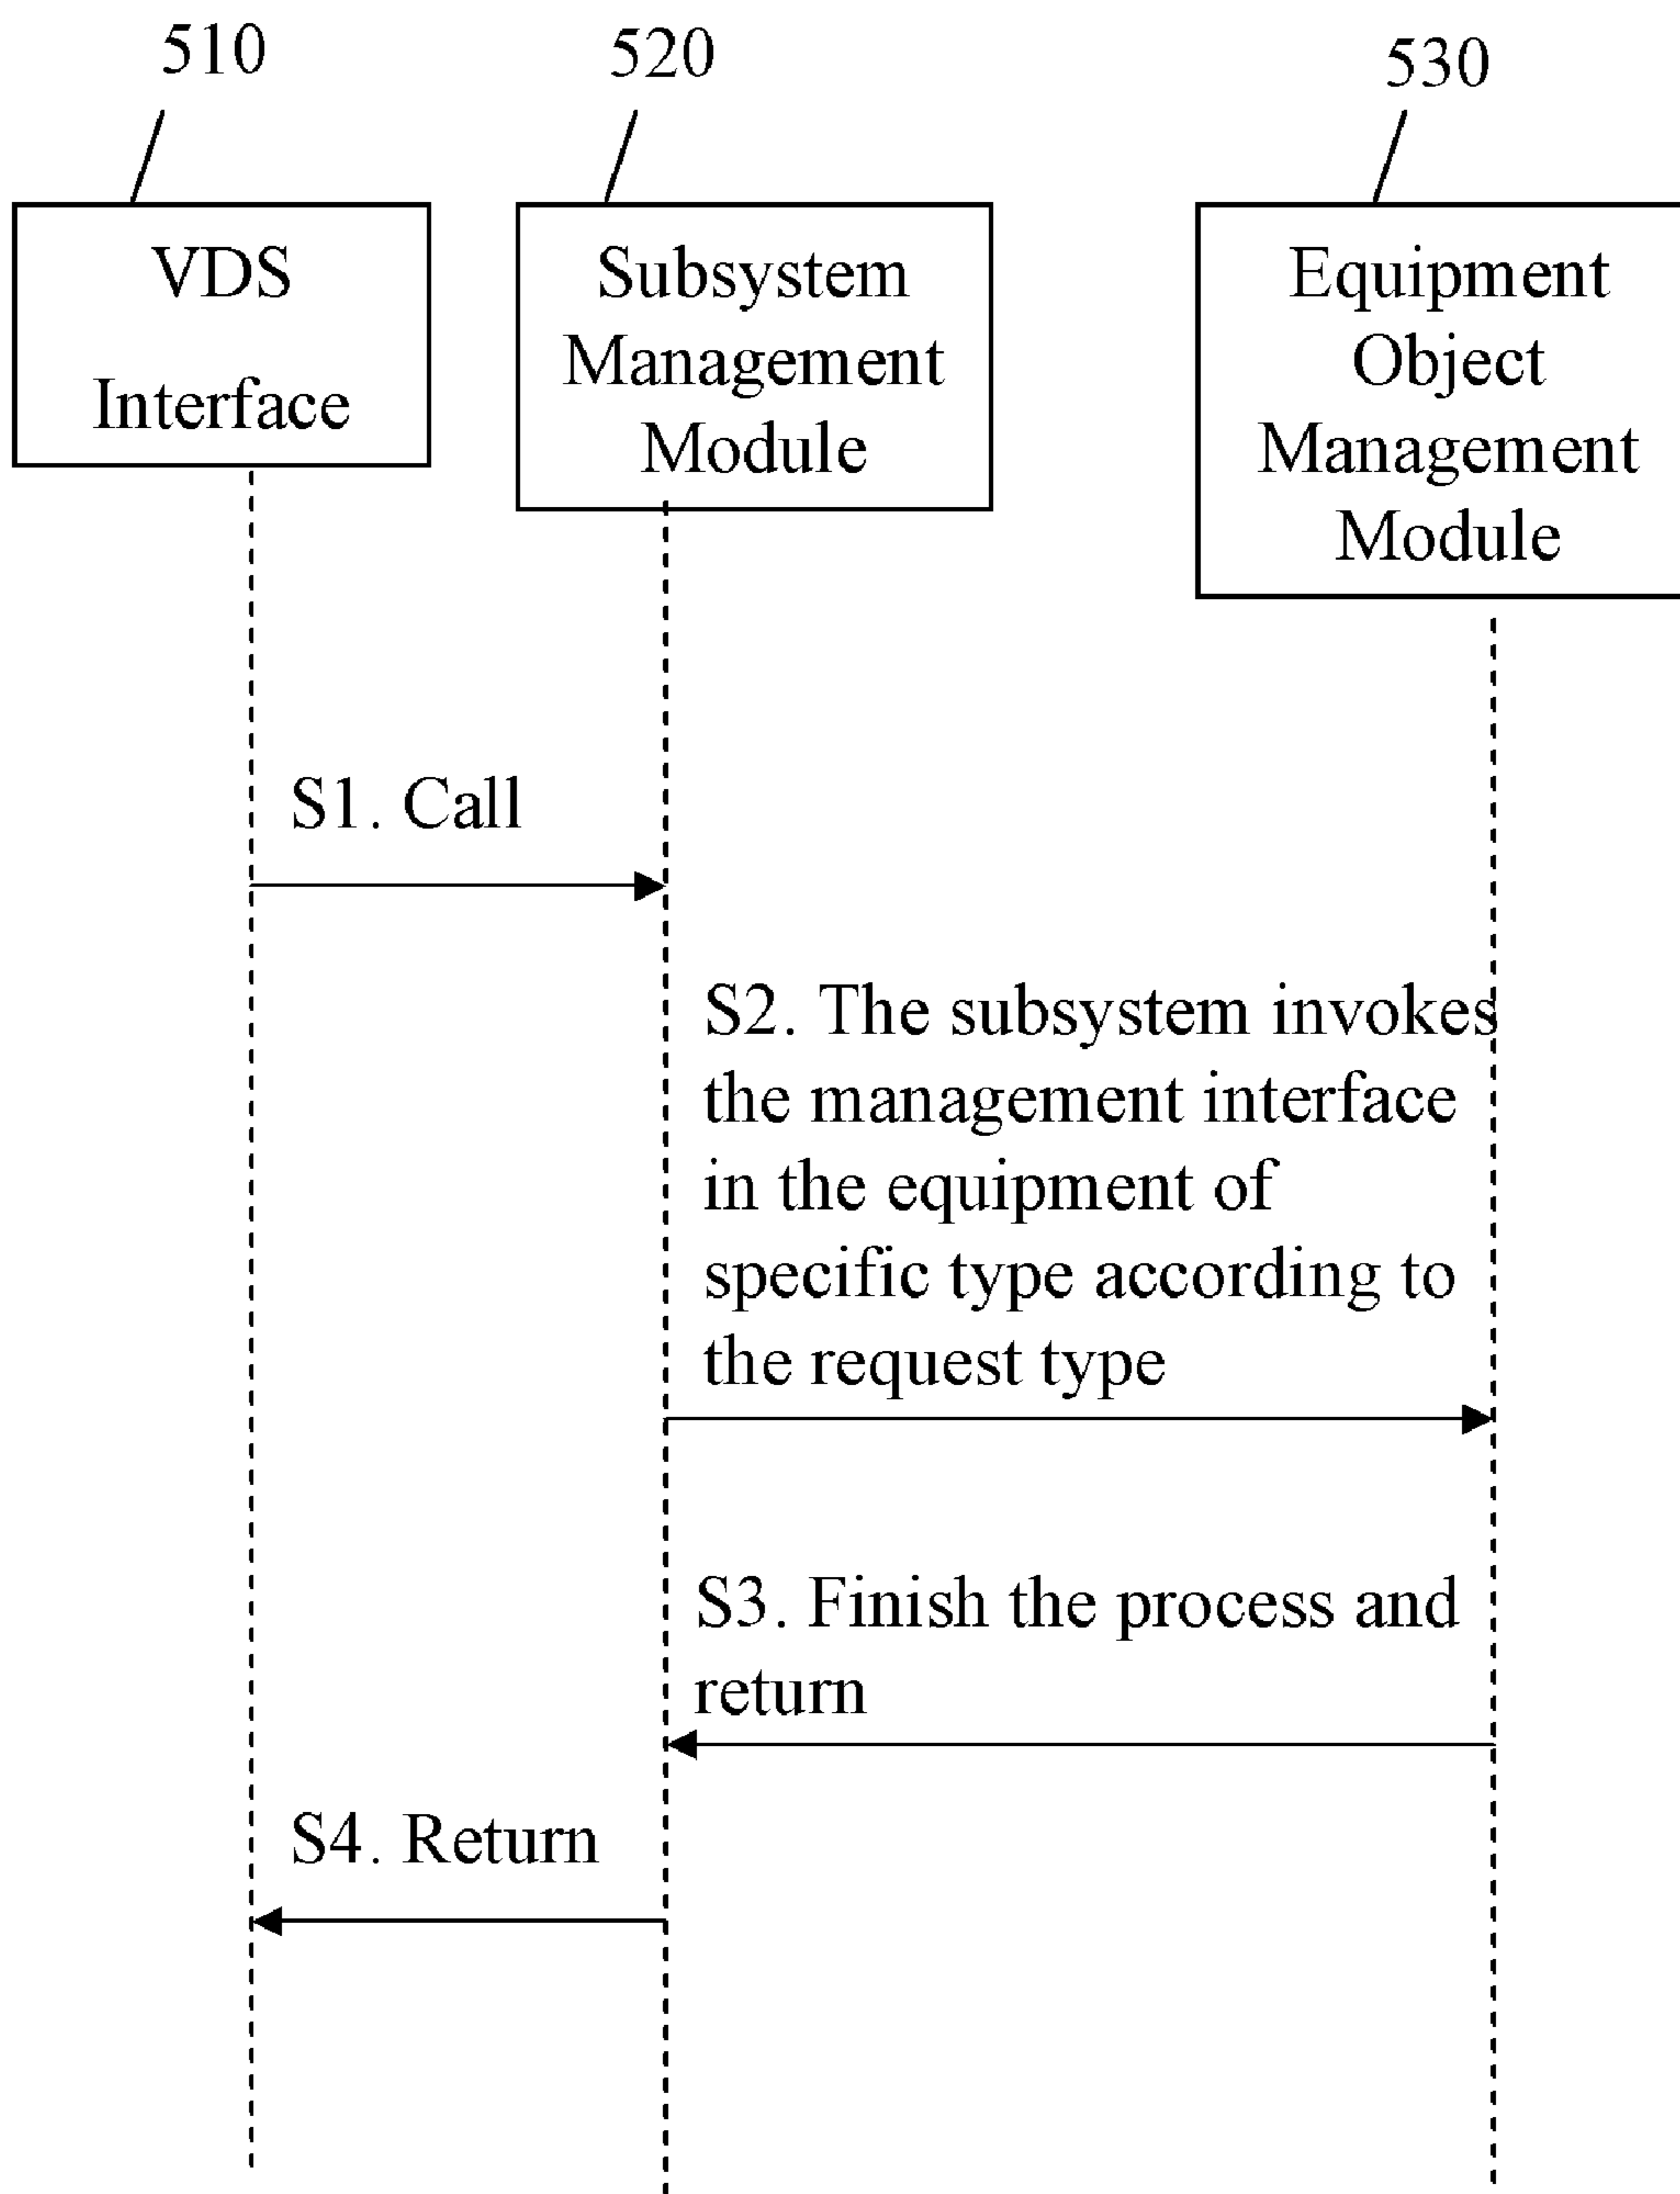 510
520
530
VDS
Interface
Subsystem
Management
Module
Equipment
Object
Management
Module
S1. Call
S2. The subsystem invokes
the management interface
in the equipment of
specific type according to
the request type
S3. Finish the process and
return
S4. Return